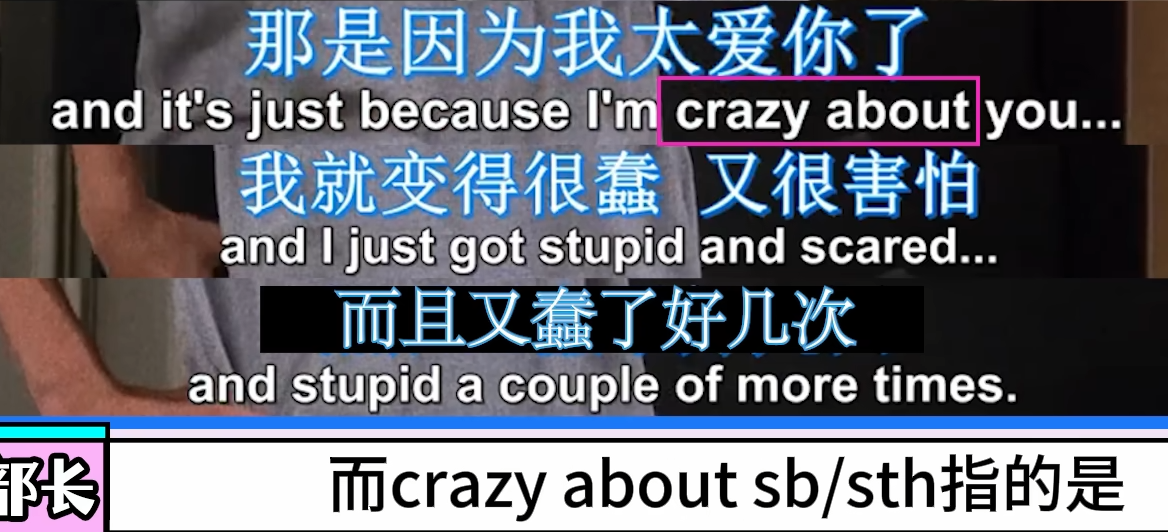 那是因为我太爱你了
and it's just because I'm crazy about you...
我就变得很蠢 又很害怕
and I just got stupid and scared...
而且又蠢了好几次
and stupid a couple of more times.
部长
而crazy about sb/sth指的是